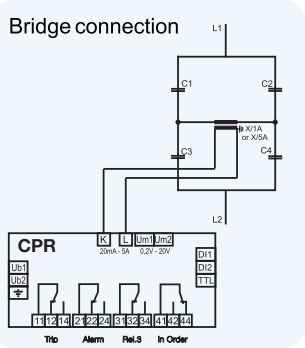 Bridge connection
L1
C1 C2
X/1A
or X/5A
C3 C4
L2
CPR K L Um1 Um2
20mA - 5A 0,2V - 20V
DI1
Ub1 DI2
Ub2 TTL
11 12 14 21 22 24 31 32 34 41 42 44
Trip Alarm Rel.3 In Order